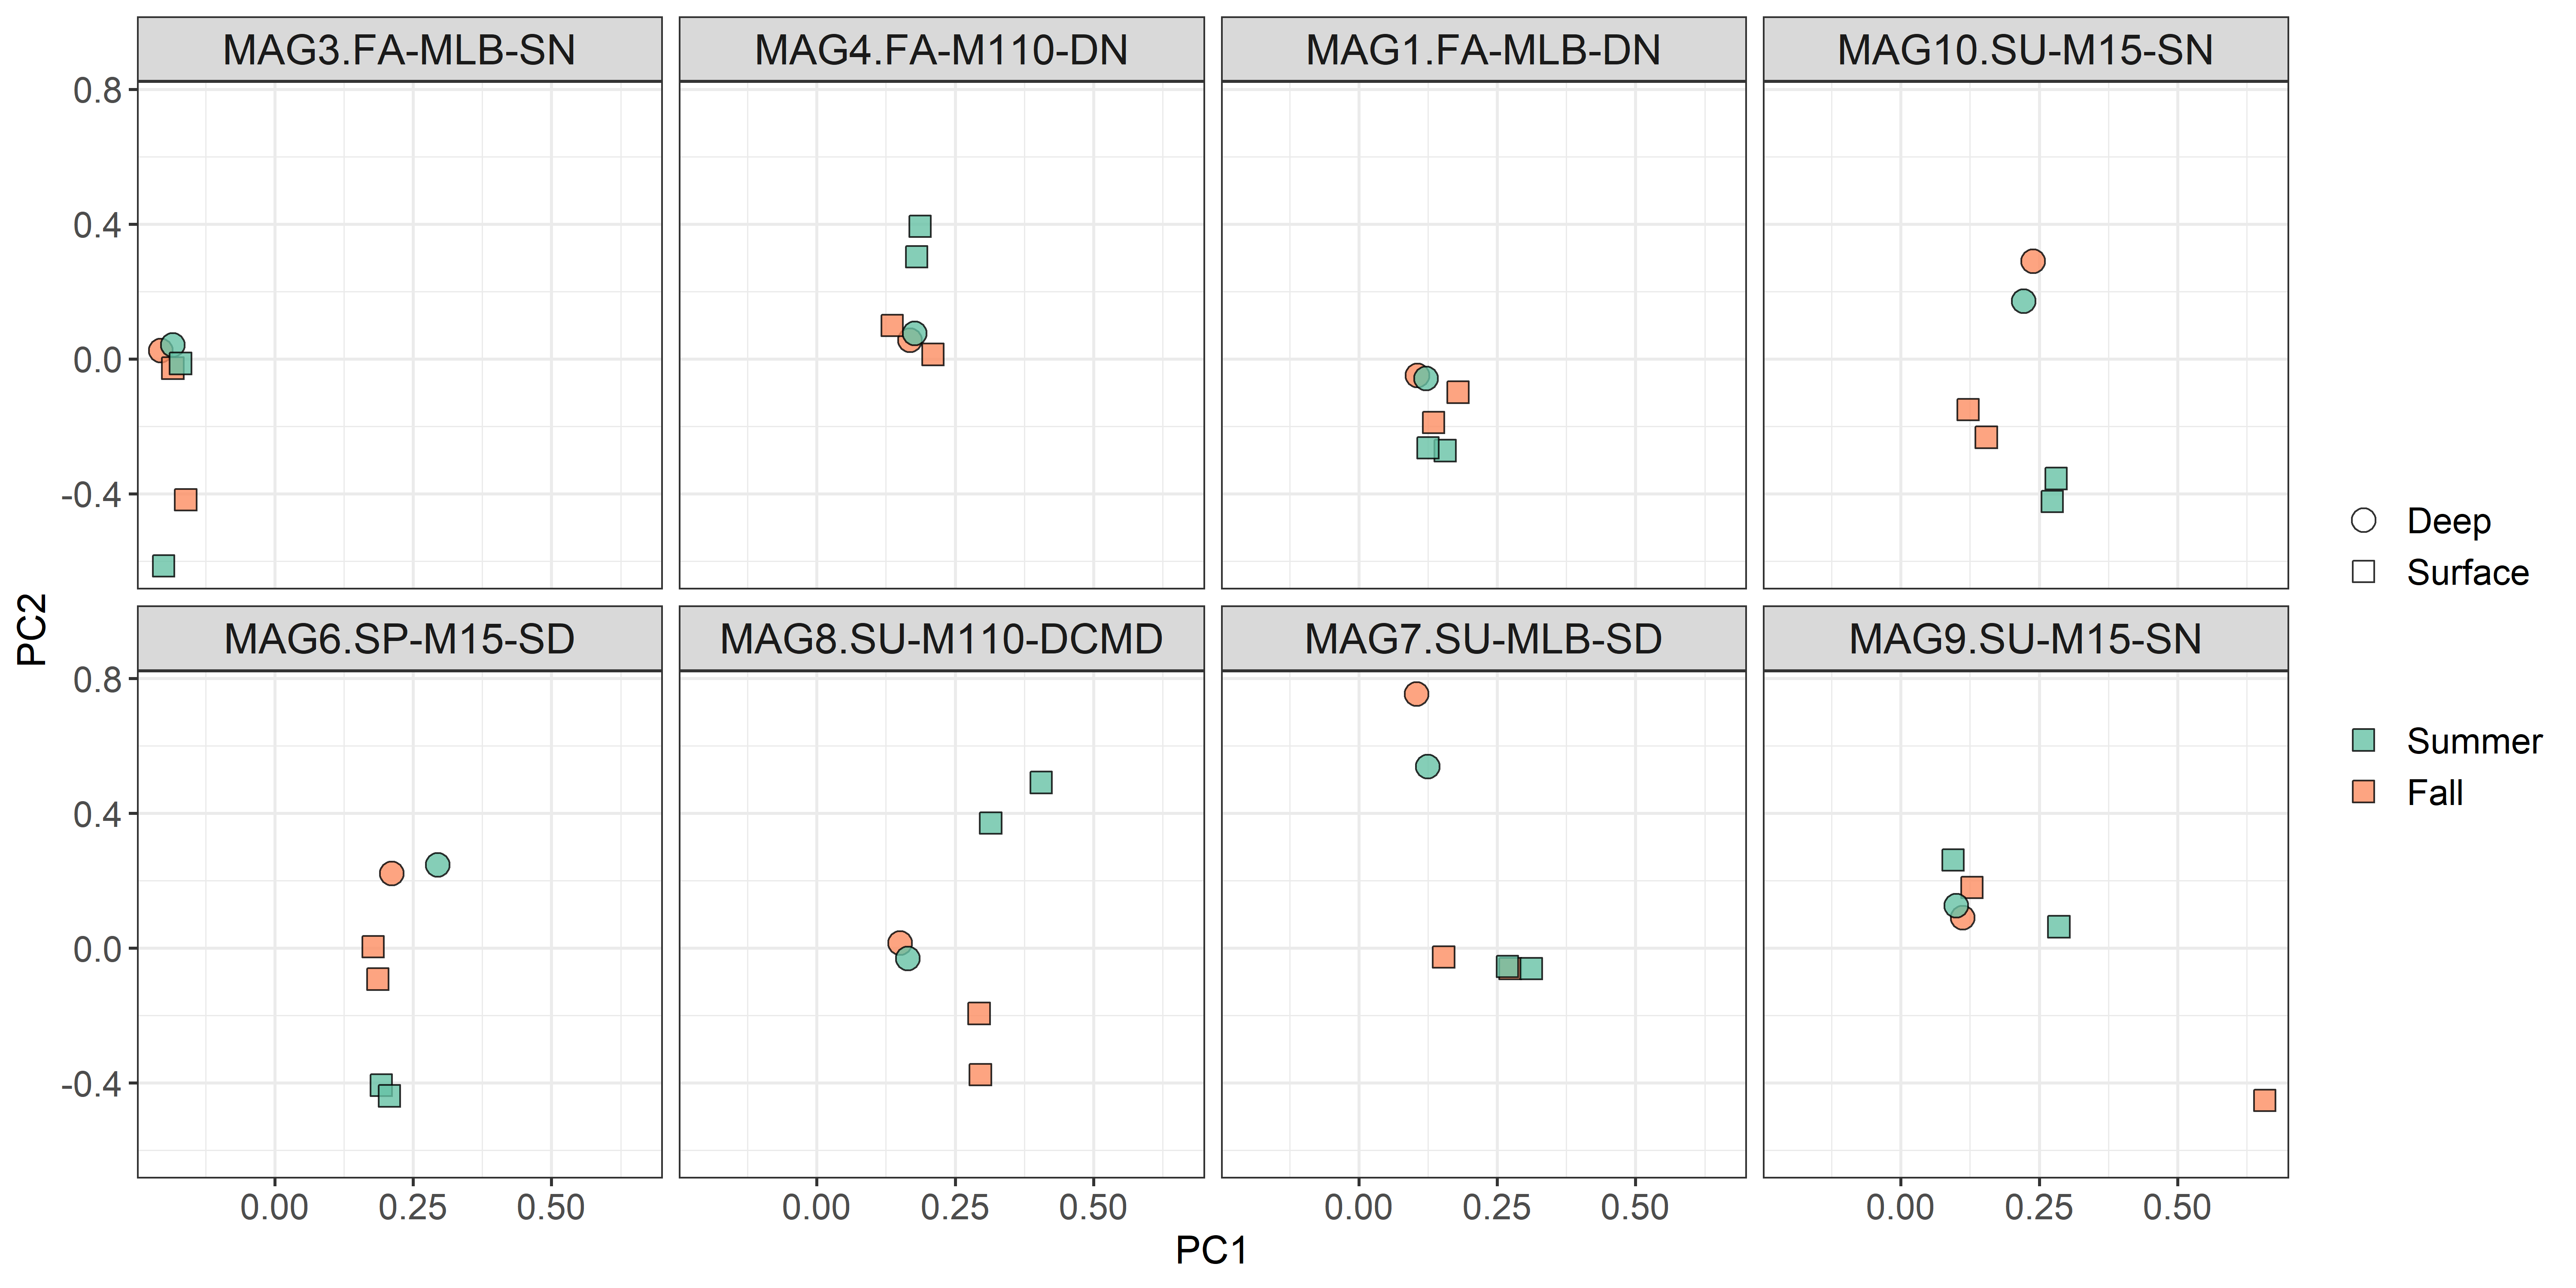 MAG3.FA-MLB-SN
MAG4.FA-M110-DN
MAG1.FA-MLB-DN
MAG10.SU-M15-SN
0.8
0.4
0.0
-0.4
MAG6.SP-M15-SD
MAG8.SU-M110-DCMD
MAG7.SU-MLB-SD
MAG9.SU-M15-SN
0.8
0.4
0.0
-0.4
0.00 0.25 0.50
0.00 0.25 0.50
0.00 0.25 0.50
0.00 0.25 0.50
PC1
PC2
Deep
Surface
Summer
Fall